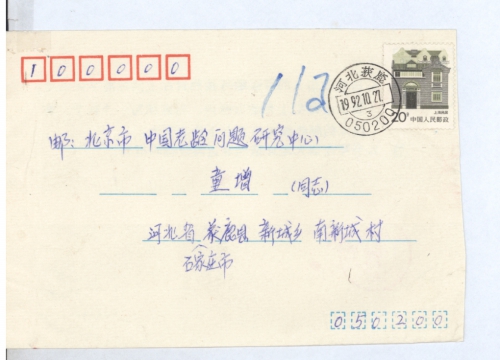 100000
112
河北获鹿
1992.10.27
3
050200
20分 中国人民邮政
邮: 北京市 中国老龄问题研究中心
童增 (同志)
河北省 获鹿县 新城乡 南新城村
石家庄市
050200